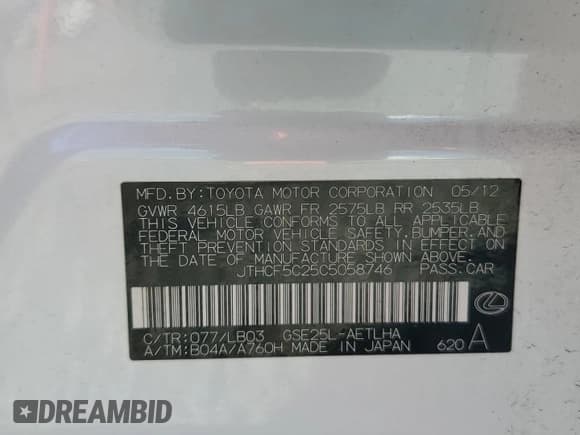 MFD.BY:TOYOTA MOTOR CORPORATION 05/12
GVWR 4615LB GAWR FR 2575LB RR 2535LB
THIS VEHICLE CONFORMS TO ALL APPLICABLE
FEDERAL MOTOR VEHICLE SAFETY,BUMPER,AND
THEFT PREVENTION STANDARDS IN EFFECT ON
THE DATE OF MANUFACTURE SHOWN ABOVE.
JTHCF5C25C5058746 PASS.CAR
C/TR:077/LB03 GSE25L-AETLHA
A/TM:B04A/A760H MADE IN JAPAN 620 A
DREAMBID